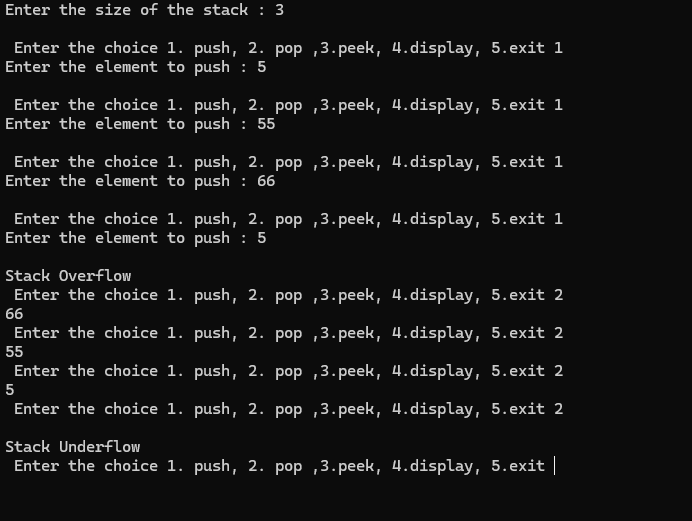 Enter the size of the stack : 3
Enter the choice 1. push, 2. pop ,3.peek, 4.display, 5.exit 1
Enter the element to push : 5
Enter the choice 1. push, 2. pop ,3.peek, 4.display, 5.exit 1
Enter the element to push : 55
Enter the choice 1. push, 2. pop ,3.peek, 4.display, 5.exit 1
Enter the element to push : 66
Enter the choice 1. push, 2. pop ,3.peek, 4.display, 5.exit 1
Enter the element to push : 5
Stack Overflow
Enter the choice 1. push, 2. pop ,3.peek, 4.display, 5.exit 2
66
Enter the choice 1. push, 2. pop ,3.peek, 4.display, 5.exit 2
55
Enter the choice 1. push, 2. pop ,3.peek, 4.display, 5.exit 2
5
Enter the choice 1. push, 2. pop ,3.peek, 4.display, 5.exit 2
Stack Underflow
Enter the choice 1. push, 2. pop ,3.peek, 4.display, 5.exit